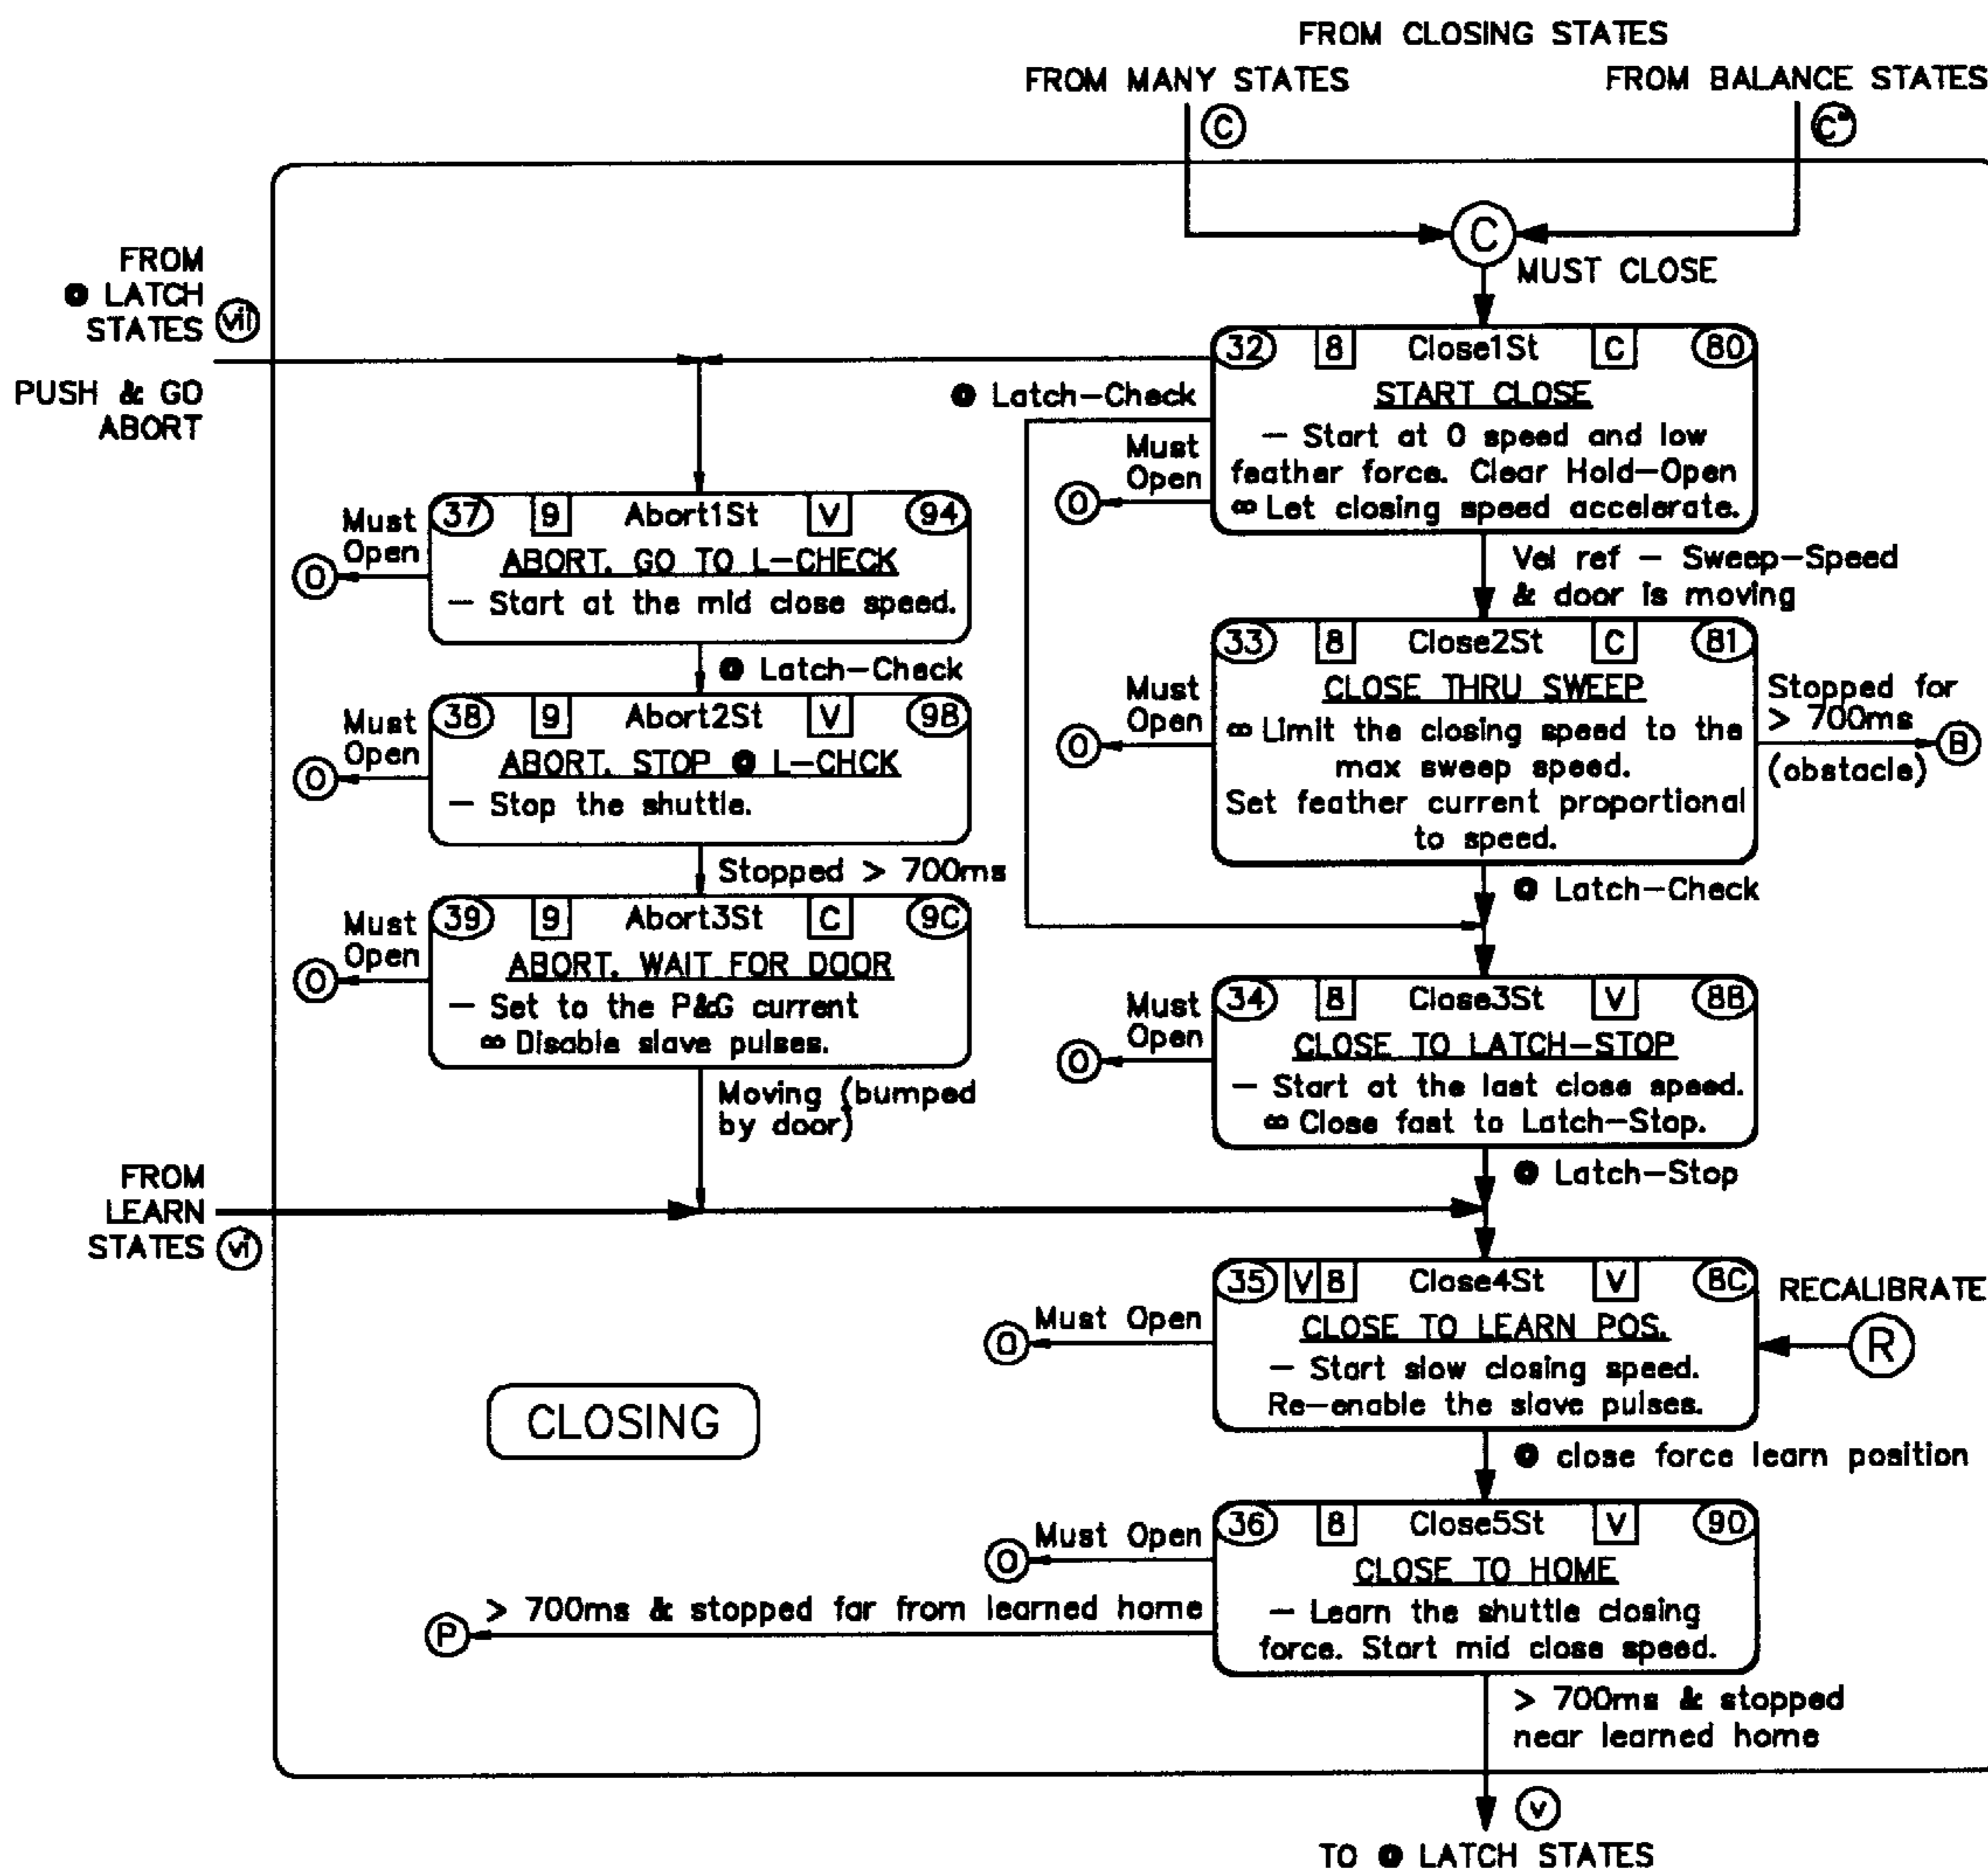 FROM CLOSING STATES
FROM MANY STATES
FROM BALANCE STATES
C
C"
C
MUST CLOSE
FROM
@ LATCH
STATES
vii
PUSH & GO
ABORT
32 8 Close1St C 80
START CLOSE
— Start at 0 speed and low
feather force. Clear Hold-Open
∞ Let closing speed accelerate.
@ Latch-Check
Must
Open
O
Vel ref — Sweep-Speed
& door is moving
37 9 Abort1St V 94
ABORT. GO TO L-CHECK
— Start at the mid close speed.
Must
Open
O
@ Latch-Check
33 8 Close2St C 81
CLOSE THRU SWEEP
∞ Limit the closing speed to the
max sweep speed.
Set feather current proportional
to speed.
Must
Open
O
Stopped for
> 700ms
(obstacle)
B
@ Latch-Check
38 9 Abort2St V 9B
ABORT. STOP @ L-CHCK
— Stop the shuttle.
Must
Open
O
Stopped > 700ms
39 9 Abort3St C 9C
ABORT. WAIT FOR DOOR
— Set to the P&G current
∞ Disable slave pulses.
Must
Open
O
Moving (bumped
by door)
34 8 Close3St V 8B
CLOSE TO LATCH-STOP
— Start at the last close speed.
∞ Close fast to Latch-Stop.
Must
Open
O
@ Latch-Stop
FROM
LEARN
STATES
vi
35 V 8 Close4St V 8C
CLOSE TO LEARN POS.
— Start slow closing speed.
Re-enable the slave pulses.
Must Open
O
RECALIBRATE
R
CLOSING
@ close force learn position
36 8 Close5St V 90
CLOSE TO HOME
— Learn the shuttle closing
force. Start mid close speed.
Must Open
O
> 700ms & stopped far from learned home
P
> 700ms & stopped
near learned home
v
TO @ LATCH STATES